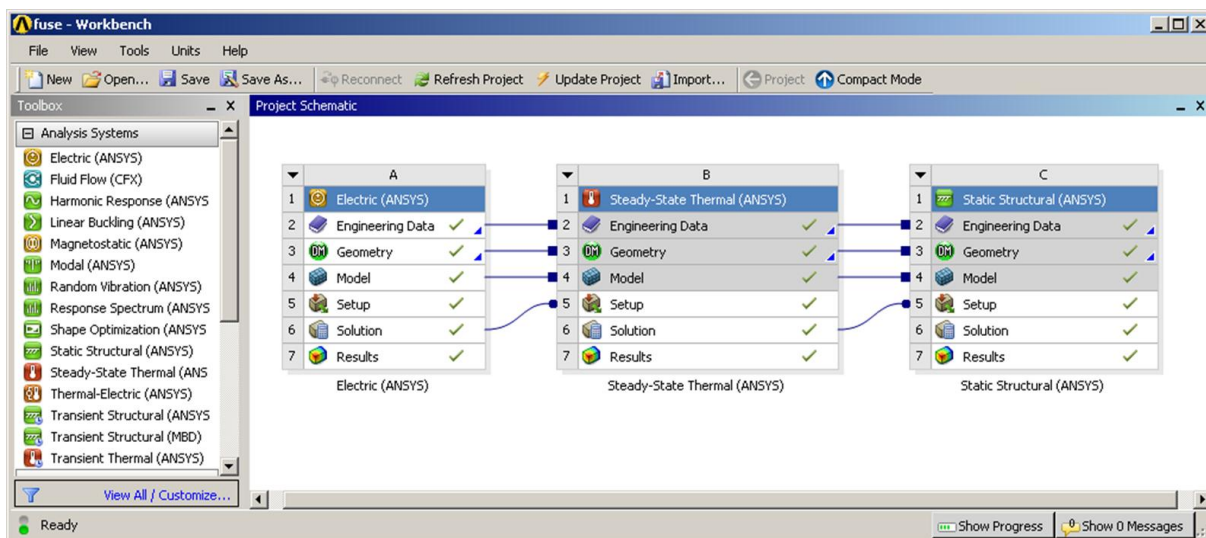 fuse - Workbench
File View Tools Units Help
New Open... Save Save As... Reconnect Refresh Project Update Project Import... Project Compact Mode
Toolbox
Analysis Systems
Electric (ANSYS)
Fluid Flow (CFX)
Harmonic Response (ANSYS
Linear Buckling (ANSYS)
Magnetostatic (ANSYS)
Modal (ANSYS)
Random Vibration (ANSYS)
Response Spectrum (ANSYS
Shape Optimization (ANSYS
Static Structural (ANSYS)
Steady-State Thermal (ANS
Thermal-Electric (ANSYS)
Transient Structural (ANSYS
Transient Structural (MBD)
Transient Thermal (ANSYS)
View All / Customize...
Project Schematic
A
1 Electric (ANSYS)
2 Engineering Data
3 DM Geometry
4 Model
5 Setup
6 Solution
7 Results
Electric (ANSYS)
B
1 Steady-State Thermal (ANSYS)
2 Engineering Data
3 DM Geometry
4 Model
5 Setup
6 Solution
7 Results
Steady-State Thermal (ANSYS)
C
1 Static Structural (ANSYS)
2 Engineering Data
3 DM Geometry
4 Model
5 Setup
6 Solution
7 Results
Static Structural (ANSYS)
Ready
Show Progress
0 Show 0 Messages